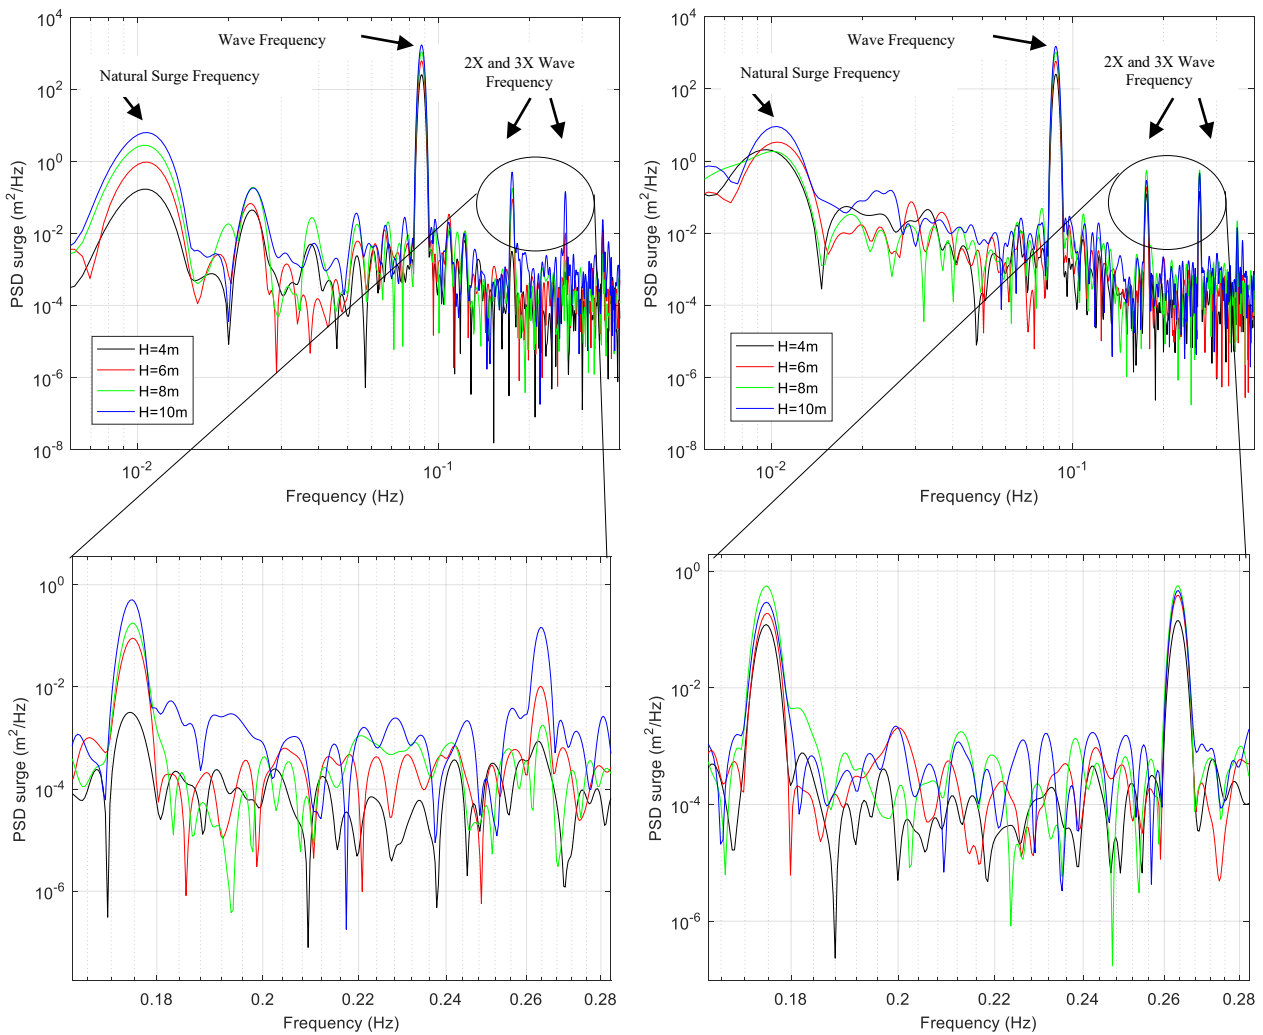 10^4
10^2
10^0
10^-2
10^-4
10^-6
10^-8
PSD surge (m^2/Hz)
Wave Frequency
Natural Surge Frequency
2X and 3X Wave
Frequency
H=4m
H=6m
H=8m
H=10m
10^-2
10^-1
Frequency (Hz)
10^4
10^2
10^0
10^-2
10^-4
10^-6
10^-8
PSD surge (m^2/Hz)
Wave Frequency
Natural Surge Frequency
2X and 3X Wave
Frequency
H=4m
H=6m
H=8m
H=10m
10^-2
10^-1
Frequency (Hz)
10^0
10^-2
10^-4
10^-6
PSD surge (m^2/Hz)
0.18
0.2
0.22
0.24
0.26
0.28
Frequency (Hz)
10^0
10^-2
10^-4
10^-6
PSD surge (m^2/Hz)
0.18
0.2
0.22
0.24
0.26
0.28
Frequency (Hz)